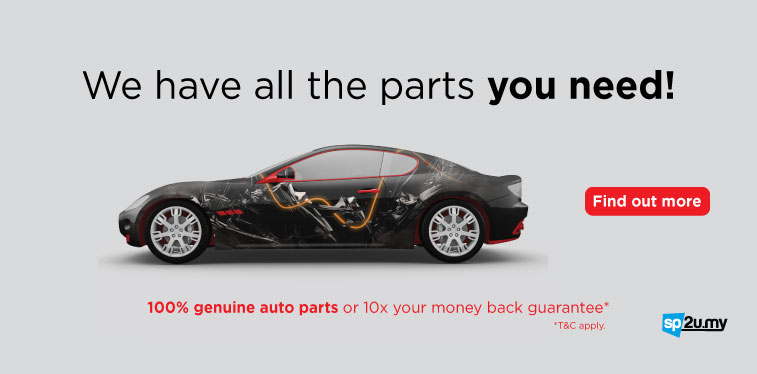 We have all the parts you need!
Find out more
100% genuine auto parts or 10x your money back guarantee*
*T&C apply.
sp2u.my